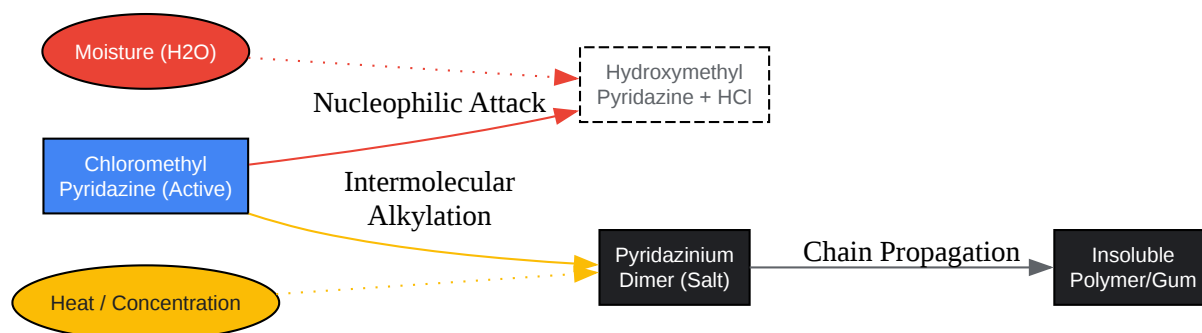 Moisture (H2O)
Hydroxymethyl
Pyridazine + HCl
Nucleophilic Attack
Chloromethyl
Pyridazine (Active)
Intermolecular
Alkylation
Pyridazinium
Dimer (Salt)
Chain Propagation
Insoluble
Polymer/Gum
Heat / Concentration